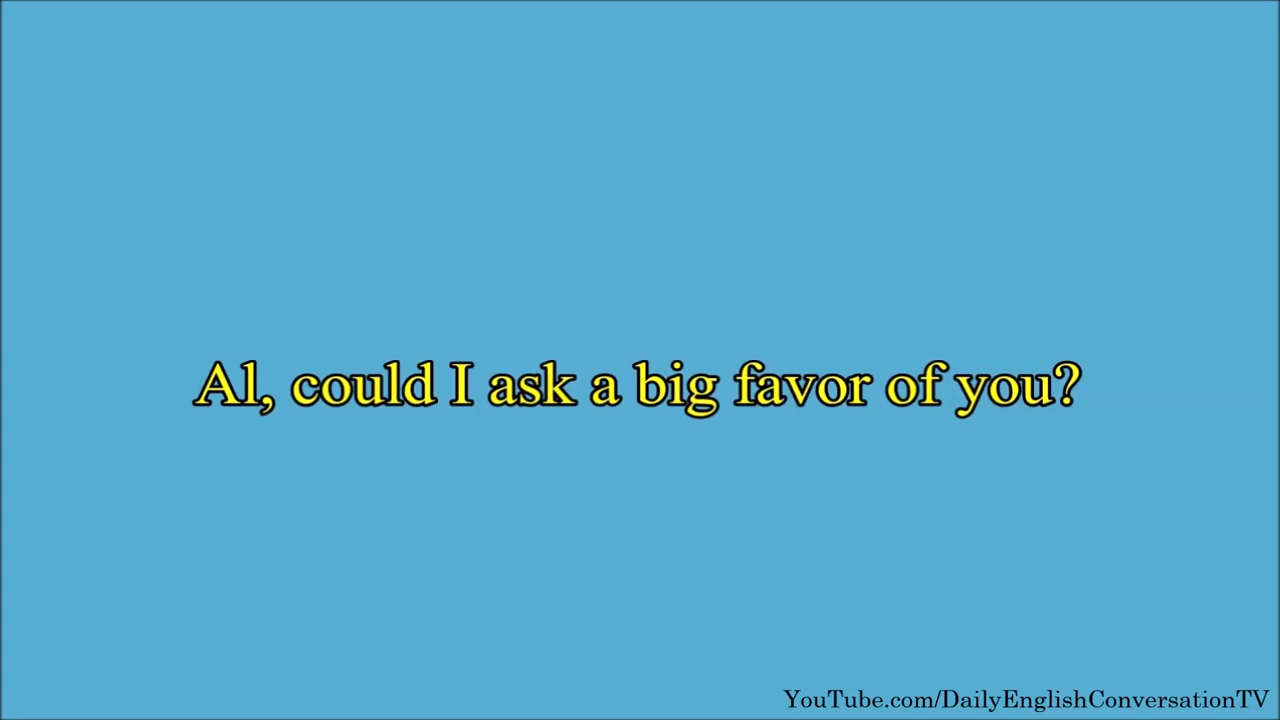 Al, could I ask a big favor of you?
YouTube.com/DailyEnglishConversationTV